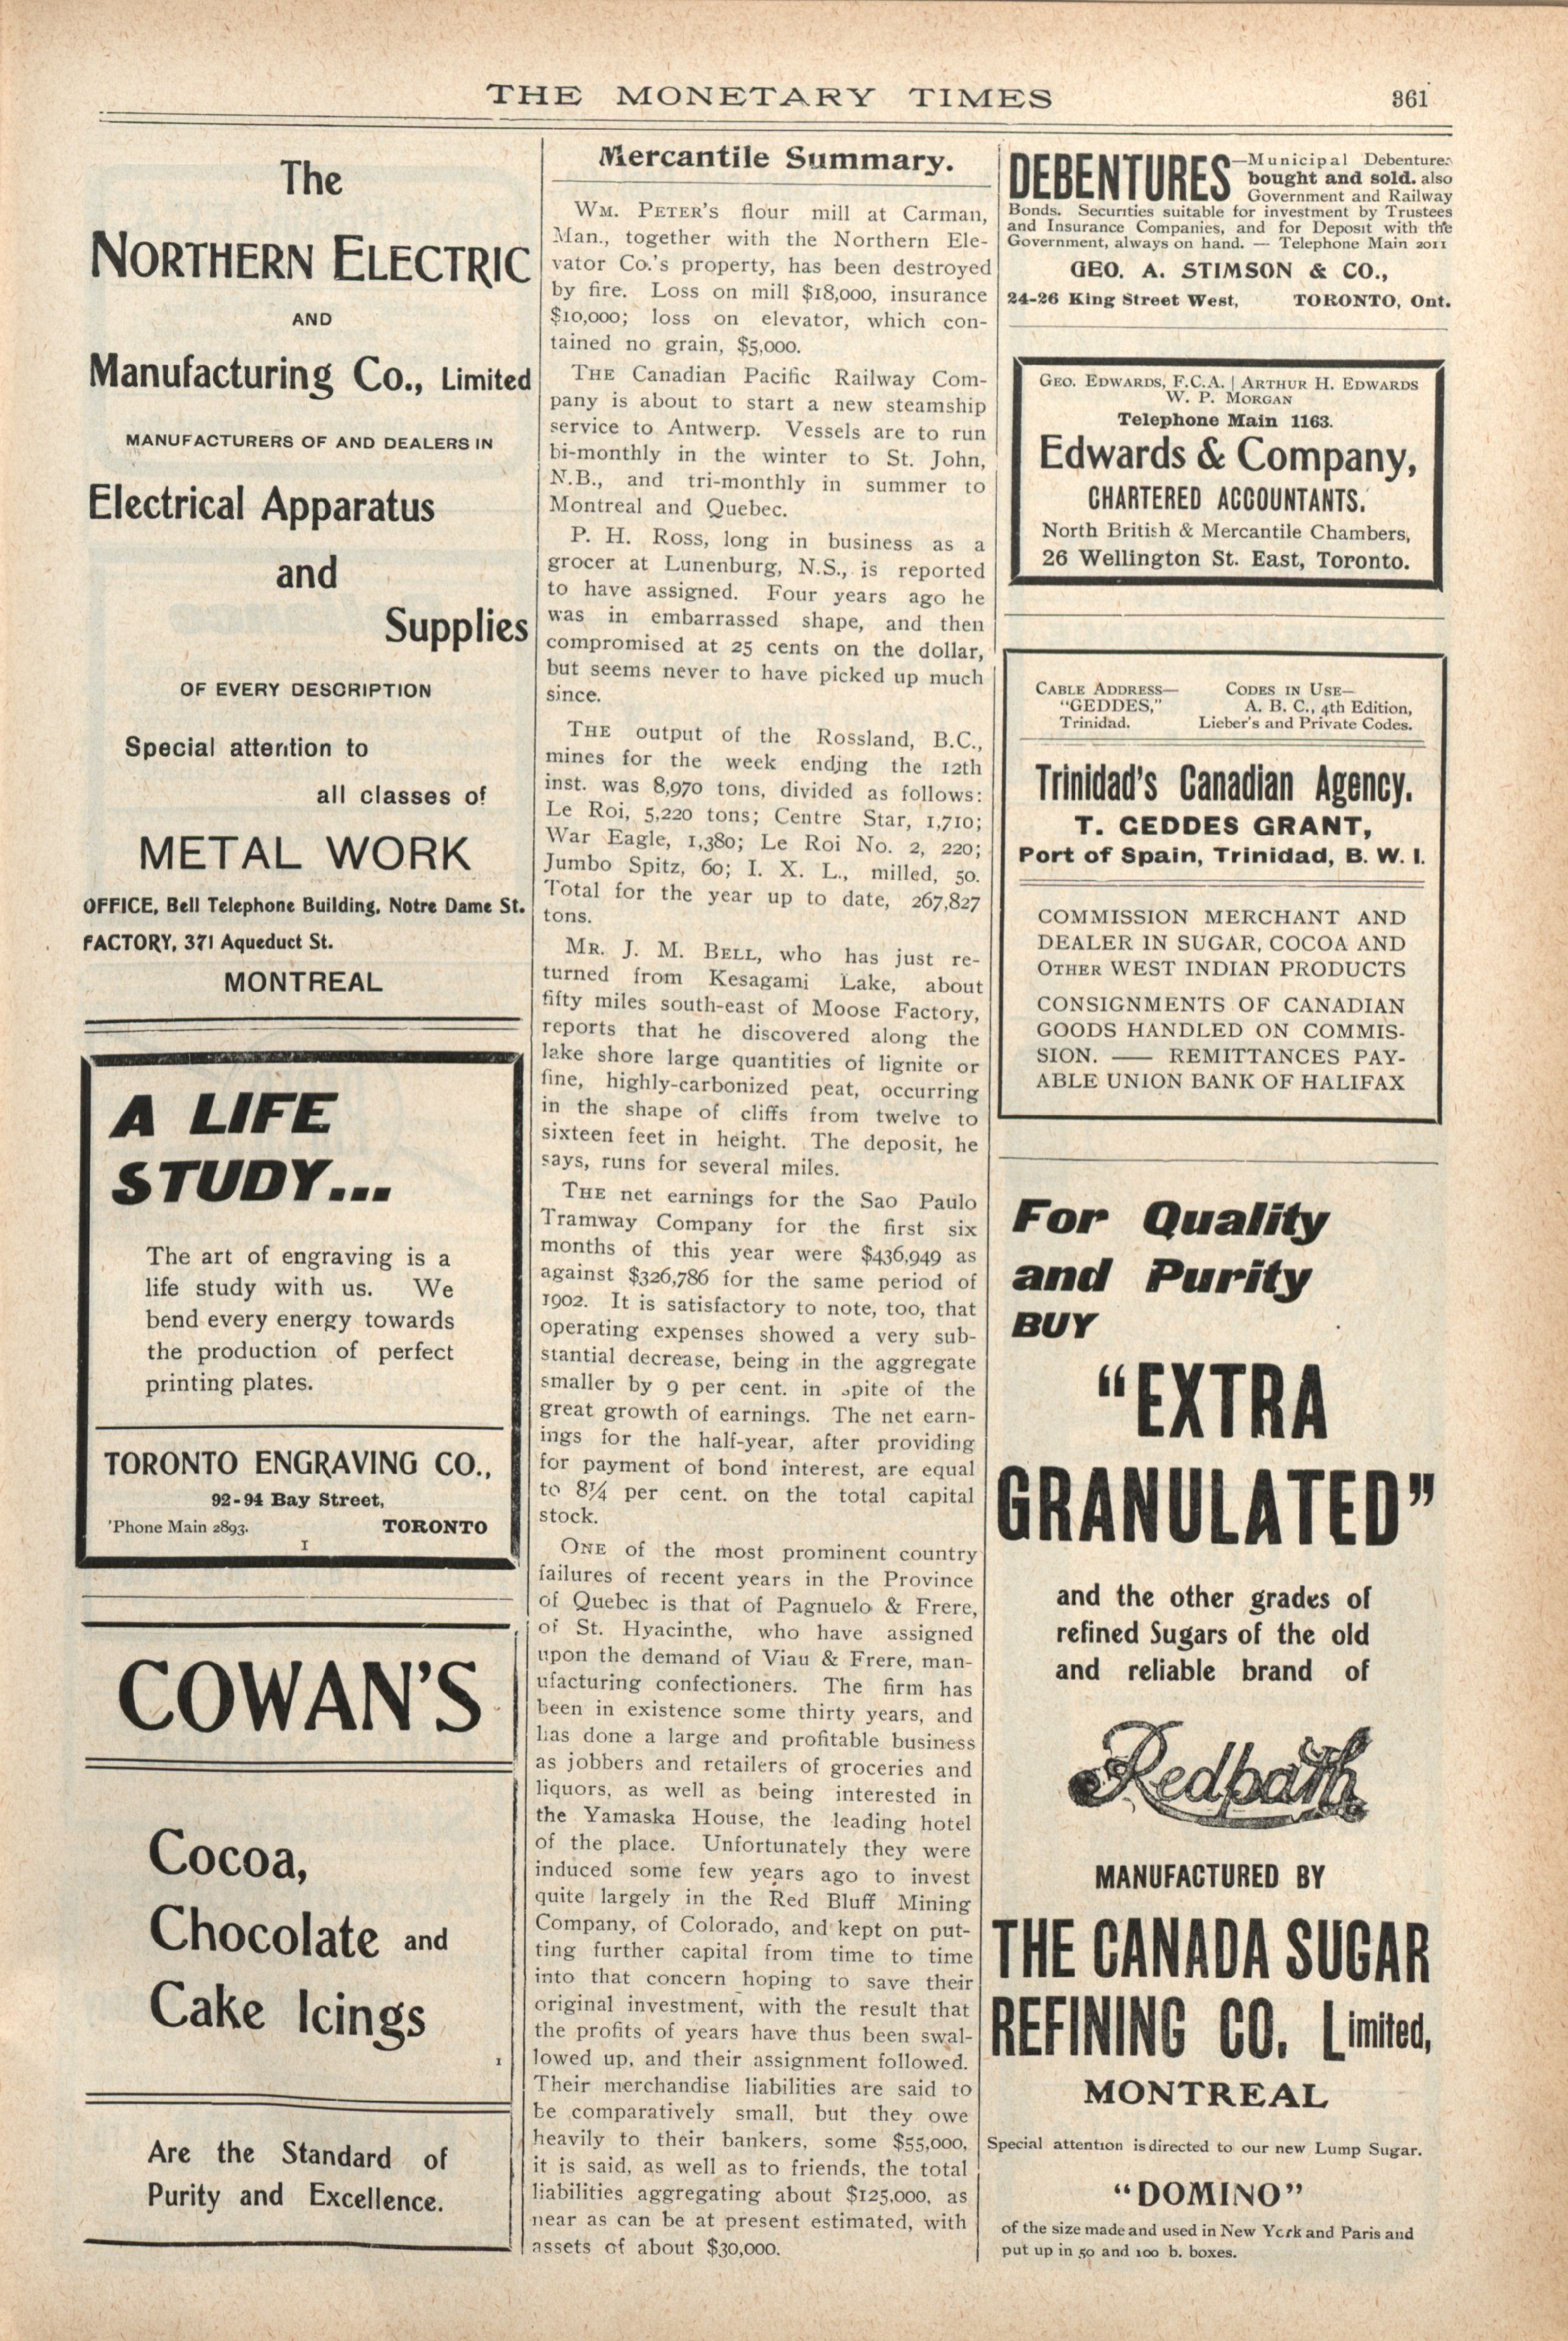 THE MONETARY TIMES 361
The
NORTHERN ELECTRIC
AND
Manufacturing Co., Limited
MANUFACTURERS OF AND DEALERS IN
Electrical Apparatus
and
Supplies
OF EVERY DESCRIPTION
Special attention to
all classes of
METAL WORK
OFFICE, Bell Telephone Building, Notre Dame St.
FACTORY, 371 Aqueduct St.
MONTREAL
A LIFE
STUDY...
The art of engraving is a
life study with us. We
bend every energy towards
the production of perfect
printing plates.
TORONTO ENGRAVING CO.,
92-94 Bay Street,
'Phone Main 2893. TORONTO
1
COWAN'S
Cocoa,
Chocolate and
Cake Icings
1
Are the Standard of
Purity and Excellence.
Mercantile Summary.
WM. PETER'S flour mill at Carman,
Man., together with the Northern Ele-
vator Co.'s property, has been destroyed
by fire. Loss on mill $18,000, insurance
$10,000; loss on elevator, which con-
tained no grain, $5,000.
THE Canadian Pacific Railway Com-
pany is about to start a new steamship
service to Antwerp. Vessels are to run
bi-monthly in the winter to St. John,
N.B., and tri-monthly in summer to
Montreal and Quebec.
P. H. Ross, long in business as a
grocer at Lunenburg, N.S., is reported
to have assigned. Four years ago he
was in embarrassed shape, and then
compromised at 25 cents on the dollar,
but seems never to have picked up much
since.
THE output of the Rossland, B.C.,
mines for the week ending the 12th
inst. was 8,970 tons, divided as follows:
Le Roi, 5,220 tons; Centre Star, 1,710;
War Eagle, 1,380; Le Roi No. 2, 220;
Jumbo Spitz, 60; I. X. L., milled, 50.
Total for the year up to date, 267,827
tons.
MR. J. M. BELL, who has just re-
turned from Kesagami Lake, about
fifty miles south-east of Moose Factory,
reports that he discovered along the
lake shore large quantities of lignite or
fine, highly-carbonized peat, occurring
in the shape of cliffs from twelve to
sixteen feet in height. The deposit, he
says, runs for several miles.
THE net earnings for the Sao Paulo
Tramway Company for the first six
months of this year were $436,949 as
against $326,786 for the same period of
1902. It is satisfactory to note, too, that
operating expenses showed a very sub-
stantial decrease, being in the aggregate
smaller by 9 per cent. in spite of the
great growth of earnings. The net earn-
ings for the half-year, after providing
for payment of bond interest, are equal
to 8¼ per cent. on the total capital
stock.
ONE of the most prominent country
failures of recent years in the Province
of Quebec is that of Pagnuelo & Frere,
of St. Hyacinthe, who have assigned
upon the demand of Viau & Frere, man-
ufacturing confectioners. The firm has
been in existence some thirty years, and
has done a large and profitable business
as jobbers and retailers of groceries and
liquors, as well as being interested in
the Yamaska House, the leading hotel
of the place. Unfortunately they were
induced some few years ago to invest
quite largely in the Red Bluff Mining
Company, of Colorado, and kept on put-
ting further capital from time to time
into that concern hoping to save their
original investment, with the result that
the profits of years have thus been swal-
lowed up, and their assignment followed.
Their merchandise liabilities are said to
be comparatively small, but they owe
heavily to their bankers, some $55,000,
it is said, as well as to friends, the total
liabilities aggregating about $125,000, as
near as can be at present estimated, with
assets of about $30,000.
DEBENTURES—Municipal Debentures
bought and sold. also
Government and Railway
Bonds. Securities suitable for investment by Trustees
and Insurance Companies, and for Deposit with the
Government, always on hand. — Telephone Main 2011
GEO. A. STIMSON & CO.,
24-26 King Street West, TORONTO, Ont.
GEO. EDWARDS, F.C.A. | ARTHUR H. EDWARDS
W. P. MORGAN
Telephone Main 1163.
Edwards & Company,
CHARTERED ACCOUNTANTS.
North British & Mercantile Chambers,
26 Wellington St. East, Toronto.
CABLE ADDRESS— CODES IN USE—
"GEDDES," A. B. C., 4th Edition,
Trinidad. Lieber's and Private Codes.
Trinidad's Canadian Agency.
T. GEDDES GRANT,
Port of Spain, Trinidad, B. W. I.
COMMISSION MERCHANT AND
DEALER IN SUGAR, COCOA AND
OTHER WEST INDIAN PRODUCTS
CONSIGNMENTS OF CANADIAN
GOODS HANDLED ON COMMIS-
SION. —— REMITTANCES PAY-
ABLE UNION BANK OF HALIFAX
For Quality
and Purity
BUY
"EXTRA
GRANULATED"
and the other grades of
refined Sugars of the old
and reliable brand of
Redpath
MANUFACTURED BY
THE CANADA SUGAR
REFINING CO. Limited,
MONTREAL
Special attention is directed to our new Lump Sugar.
"DOMINO"
of the size made and used in New York and Paris and
put up in 50 and 100 b. boxes.